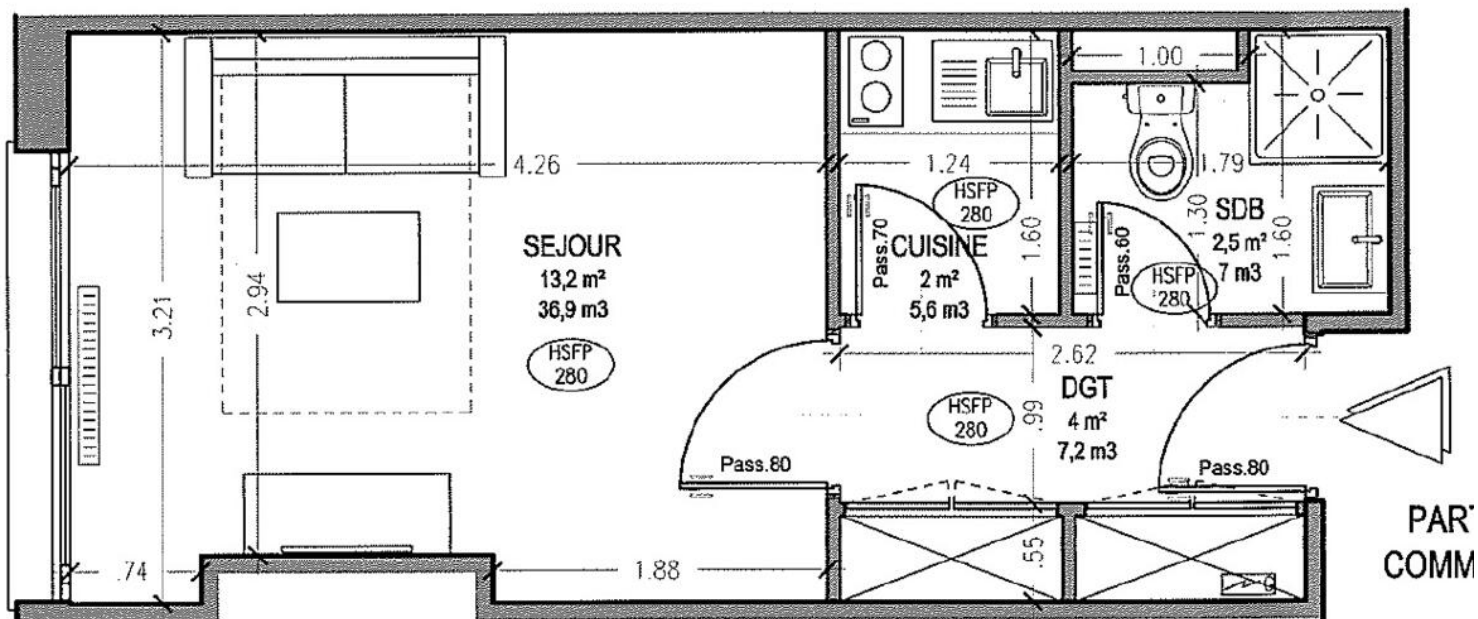 1.00
4.26
1.24
1.79
HSFP
280
1.30
SDB
2,5 m²
7 m3
1.60
Pass.70
CUISINE
2 m²
5,6 m3
1.60
Pass.60
HSFP
280
SEJOUR
13,2 m²
36,9 m3
3.21
2.94
HSFP
280
2.62
DGT
4 m²
7,2 m3
.99
HSFP
280
Pass.80
Pass.80
PART
COMM
.74
1.88
.55